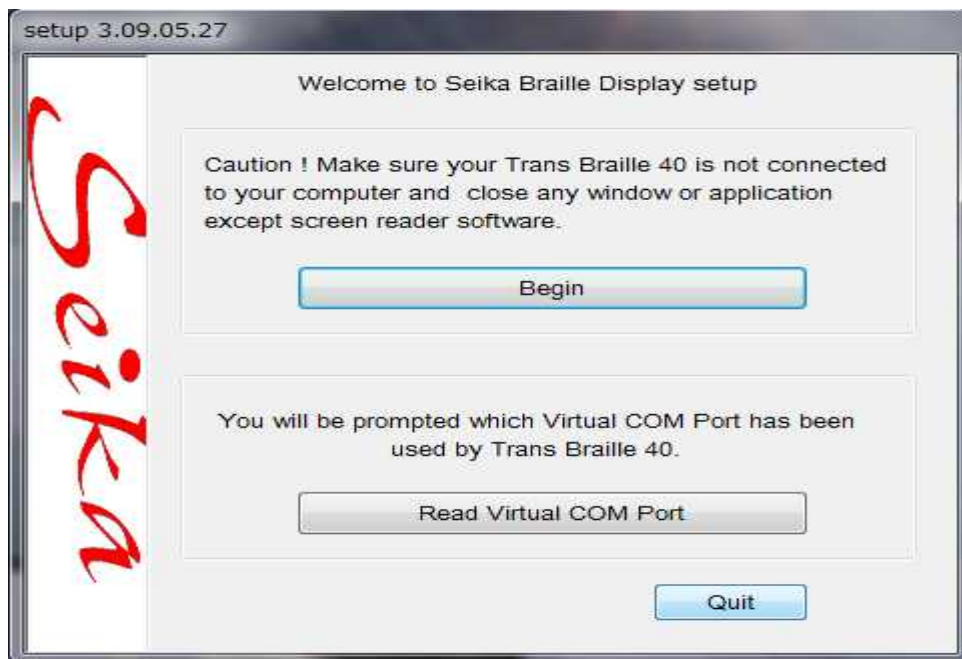 setup 3.09.05.27
Seika
Welcome to Seika Braille Display setup
Caution ! Make sure your Trans Braille 40 is not connected
to your computer and close any window or application
except screen reader software.
Begin
You will be prompted which Virtual COM Port has been
used by Trans Braille 40.
Read Virtual COM Port
Quit